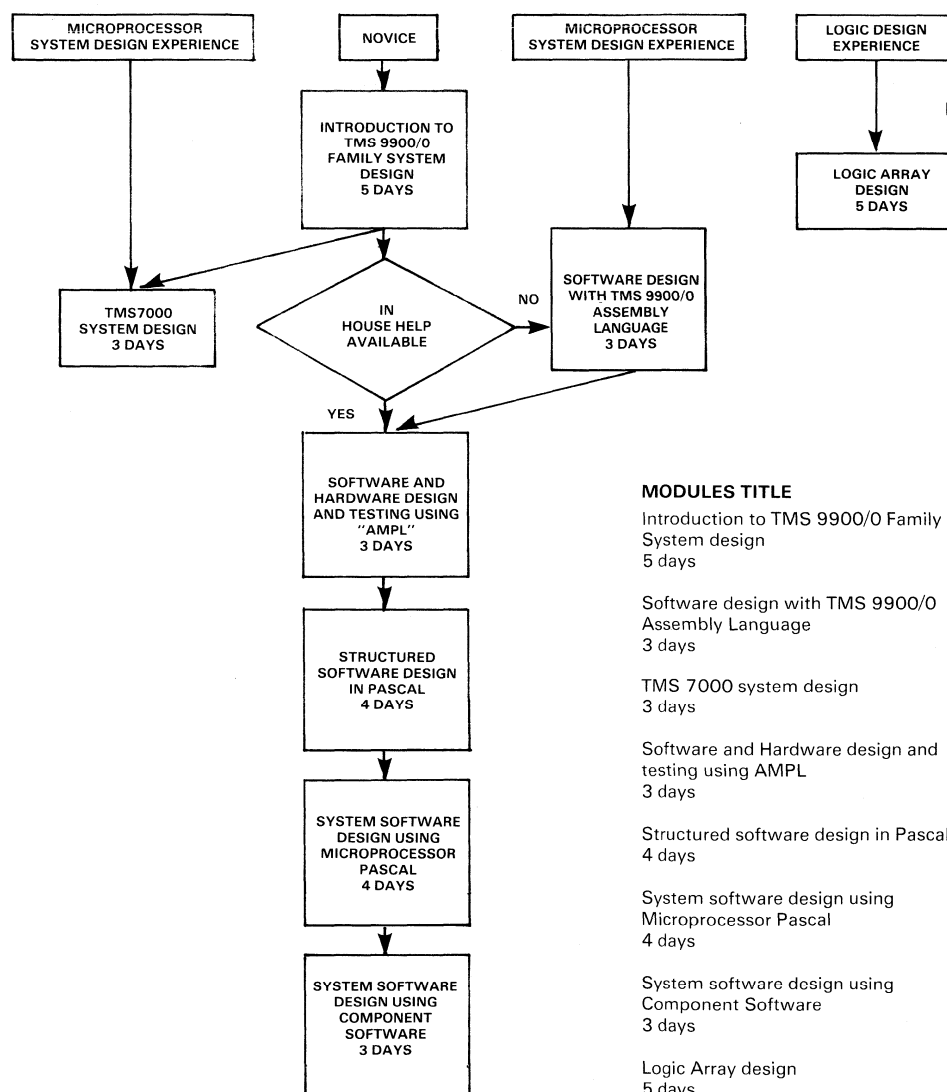 MICROPROCESSOR
SYSTEM DESIGN EXPERIENCE
NOVICE
MICROPROCESSOR
SYSTEM DESIGN EXPERIENCE
LOGIC DESIGN
EXPERIENCE
INTRODUCTION TO
TMS 9900/0
FAMILY SYSTEM
DESIGN
5 DAYS
LOGIC ARRAY
DESIGN
5 DAYS
TMS7000
SYSTEM DESIGN
3 DAYS
IN
HOUSE HELP
AVAILABLE
NO
SOFTWARE DESIGN
WITH TMS 9900/0
ASSEMBLY
LANGUAGE
3 DAYS
YES
SOFTWARE AND
HARDWARE DESIGN
AND TESTING USING
"AMPL"
3 DAYS
STRUCTURED
SOFTWARE DESIGN
IN PASCAL
4 DAYS
SYSTEM SOFTWARE
DESIGN USING
MICROPROCESSOR
PASCAL
4 DAYS
SYSTEM SOFTWARE
DESIGN USING
COMPONENT
SOFTWARE
3 DAYS
MODULES TITLE
Introduction to TMS 9900/0 Family
System design
5 days
Software design with TMS 9900/0
Assembly Language
3 days
TMS 7000 system design
3 days
Software and Hardware design and
testing using AMPL
3 days
Structured software design in Pascal
4 days
System software design using
Microprocessor Pascal
4 days
System software design using
Component Software
3 days
Logic Array design
5 days